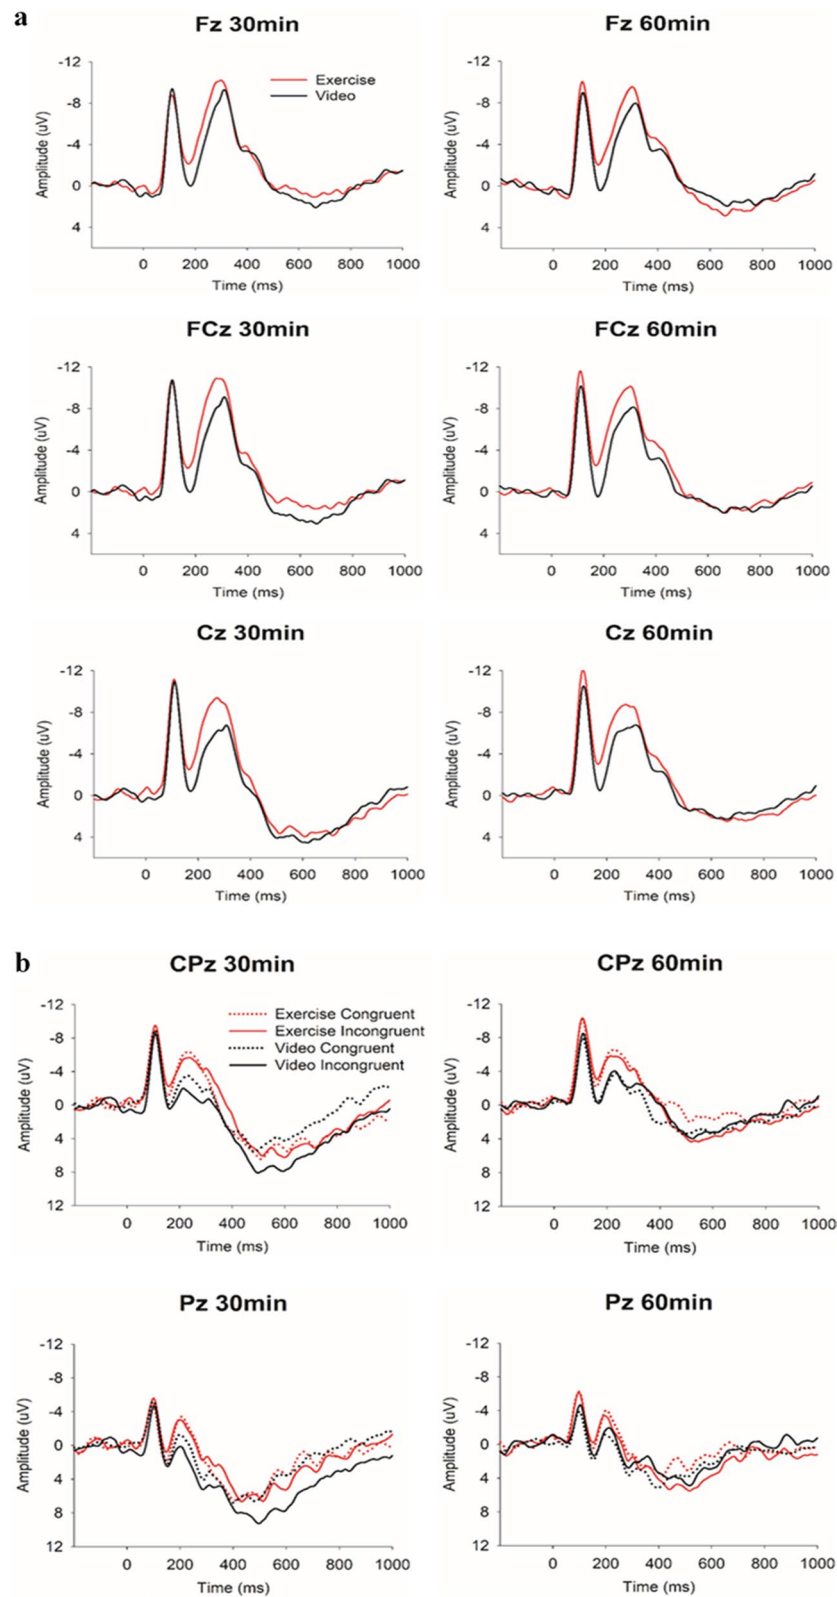 a
Fz 30min
-12
-8
-4
0
4
Amplitude (uV)
Exercise
Video
0 200 400 600 800 1000
Time (ms)
Fz 60min
-12
-8
-4
0
4
Amplitude (uV)
0 200 400 600 800 1000
Time (ms)
FCz 30min
-12
-8
-4
0
4
Amplitude (uV)
0 200 400 600 800 1000
Time (ms)
FCz 60min
-12
-8
-4
0
4
Amplitude (uV)
0 200 400 600 800 1000
Time (ms)
Cz 30min
-12
-8
-4
0
4
Amplitude (uV)
0 200 400 600 800 1000
Time (ms)
Cz 60min
-12
-8
-4
0
4
Amplitude (uV)
0 200 400 600 800 1000
Time (ms)
b
CPz 30min
-12
-8
-4
0
4
8
12
Amplitude (uV)
Exercise Congruent
Exercise Incongruent
Video Congruent
Video Incongruent
0 200 400 600 800 1000
Time (ms)
CPz 60min
-12
-8
-4
0
4
8
12
Amplitude (uV)
0 200 400 600 800 1000
Time (ms)
Pz 30min
-12
-8
-4
0
4
8
12
Amplitude (uV)
0 200 400 600 800 1000
Time (ms)
Pz 60min
-12
-8
-4
0
4
8
12
Amplitude (uV)
0 200 400 600 800 1000
Time (ms)